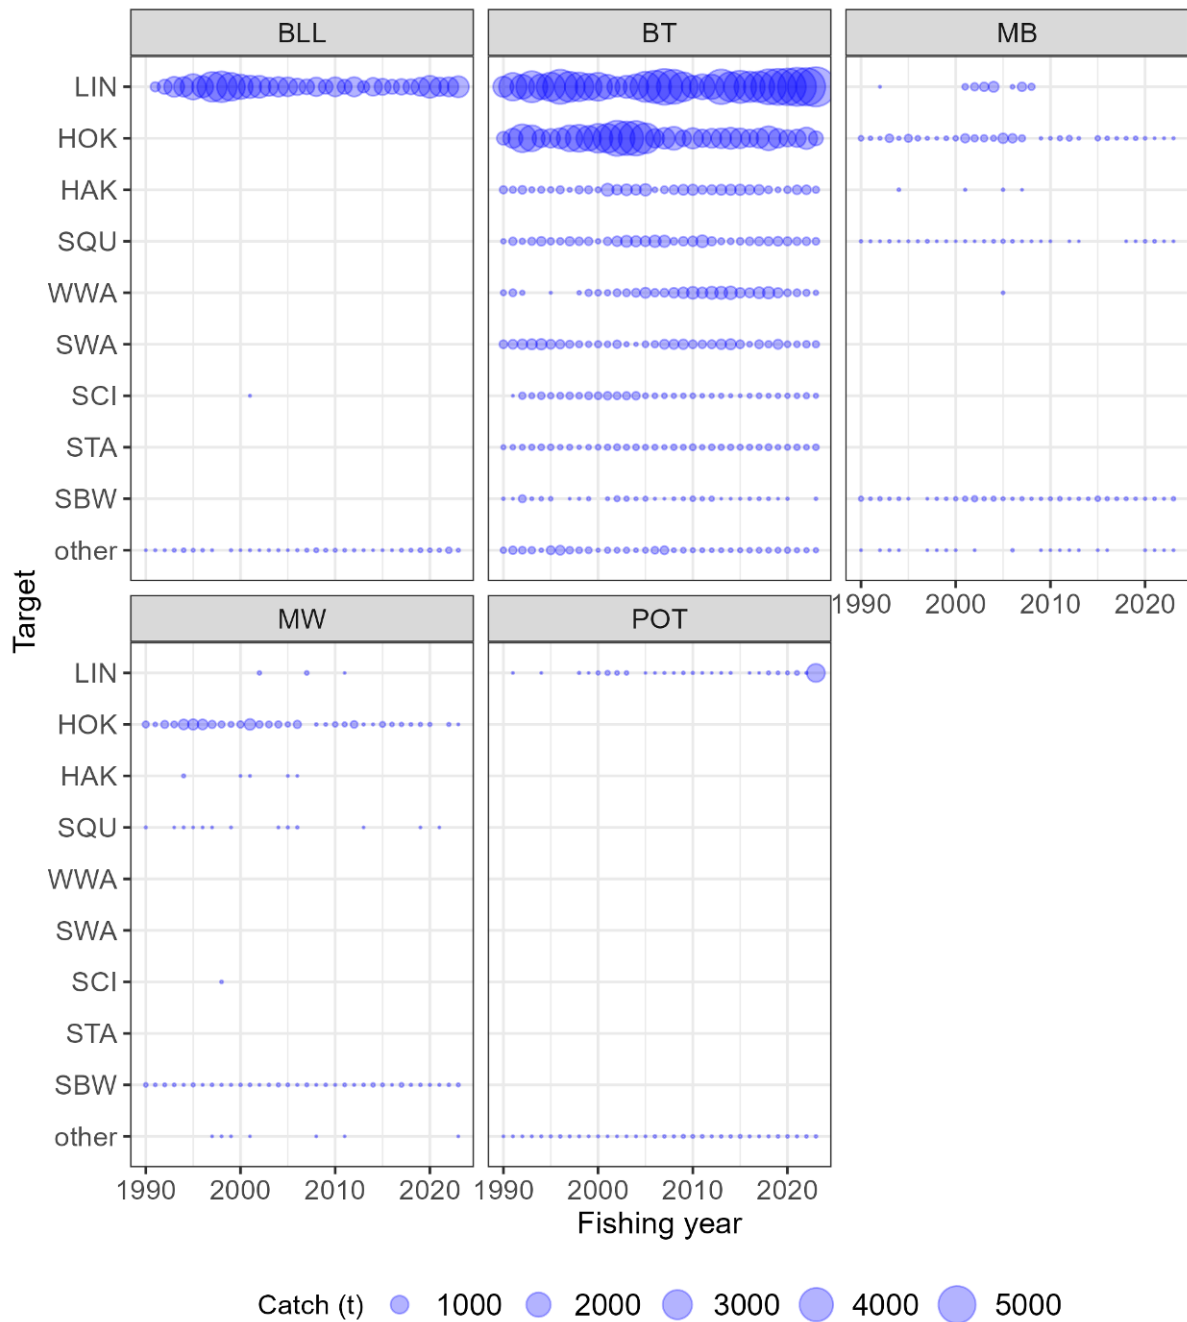 BLL BT MB
LIN
HOK
HAK
SQU
WWA
SWA
SCI
STA
SBW
other
1990 2000 2010 2020
MW POT
LIN
HOK
HAK
SQU
WWA
SWA
SCI
STA
SBW
other
1990 2000 2010 2020 1990 2000 2010 2020
Target
Fishing year
Catch (t) 1000 2000 3000 4000 5000